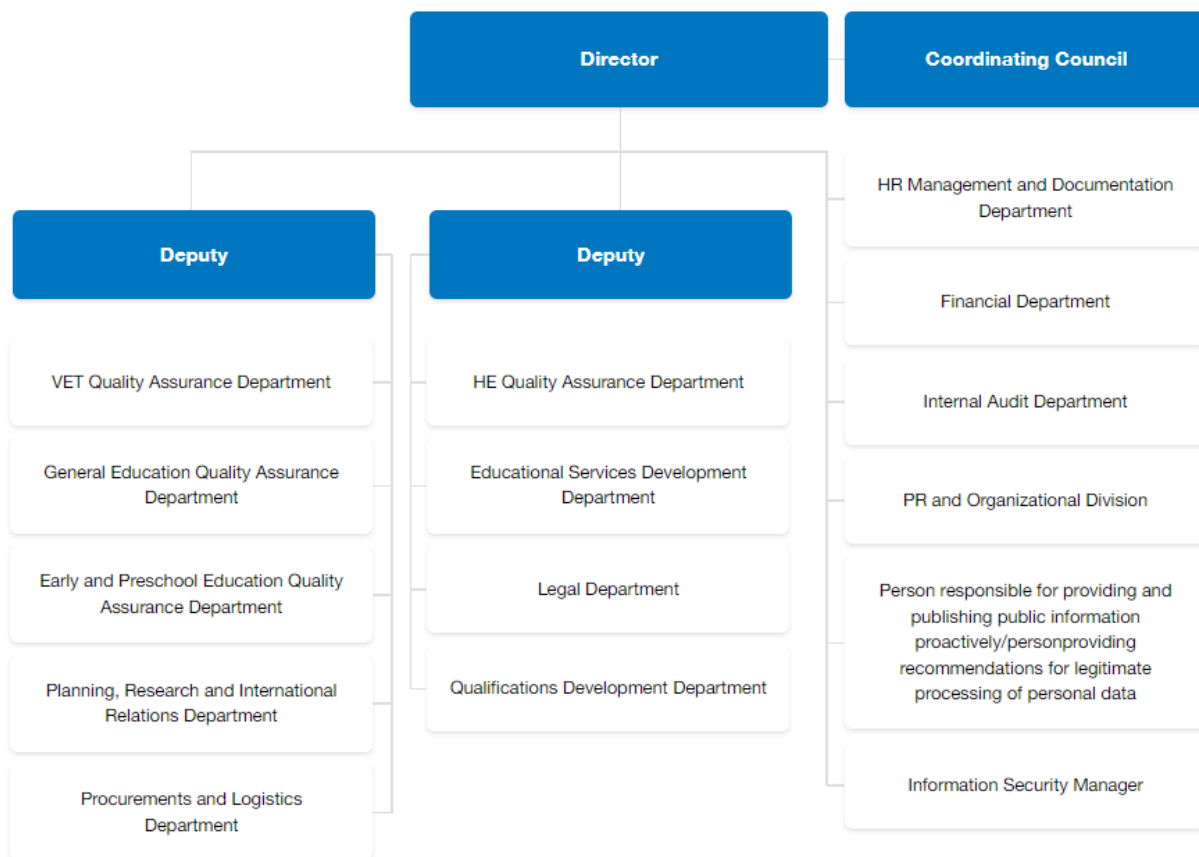 Director
Coordinating Council
Deputy
VET Quality Assurance Department
General Education Quality Assurance
Department
Early and Preschool Education Quality
Assurance Department
Planning, Research and International
Relations Department
Procurements and Logistics
Department
Deputy
HE Quality Assurance Department
Educational Services Development
Department
Legal Department
Qualifications Development Department
HR Management and Documentation
Department
Financial Department
Internal Audit Department
PR and Organizational Division
Person responsible for providing and
publishing public information
proactively/personproviding
recommendations for legitimate
processing of personal data
Information Security Manager